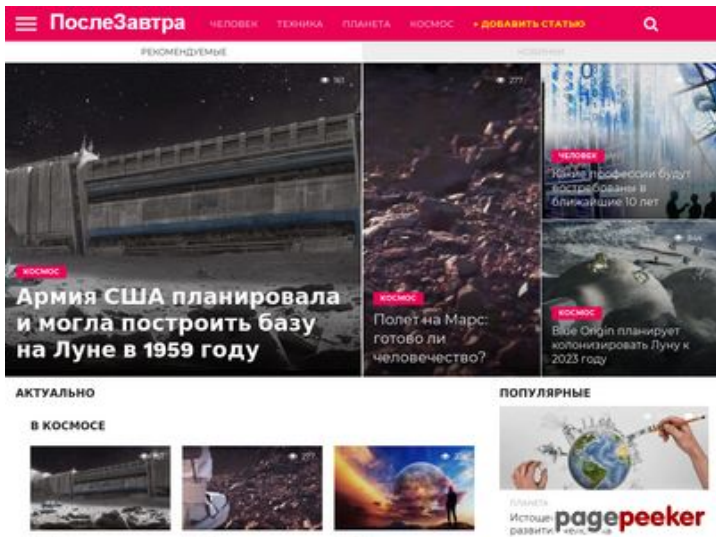 ПослеЗавтра ЧЕЛОВЕК ТЕХНИКА ПЛАНЕТА КОСМОС + ДОБАВИТЬ СТАТЬЮ
РЕКОМЕНДУЕМЫЕ НОВИНКИ
277
ЧЕЛОВЕК
Какие профессии будут
востребованы в
ближайшие 10 лет
КОСМОС
Армия США планировала
и могла построить базу
на Луне в 1959 году
КОСМОС
Полет на Марс:
готово ли
человечество?
КОСМОС
Blue Origin планирует
колонизировать Луну к
2023 году
АКТУАЛЬНО
ПОПУЛЯРНЫЕ
В КОСМОСЕ
277
ПЛАНЕТА
pagepeeker